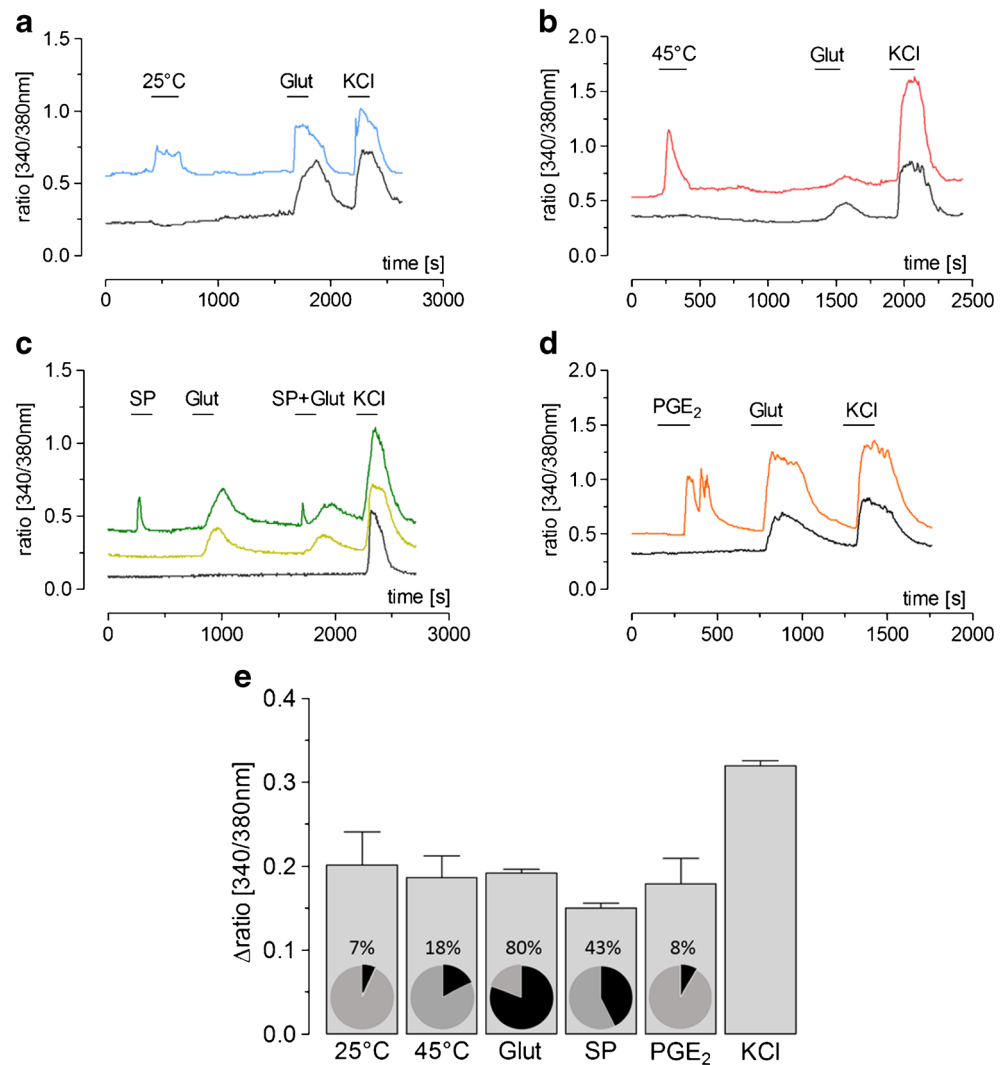 a
1.5
1.0
0.5
0.0
ratio [340/380nm]
25°C
Glut
KCl
time [s]
0
1000
2000
3000
b
2.0
1.5
1.0
0.5
0.0
ratio [340/380nm]
45°C
Glut
KCl
time [s]
0
500
1000
1500
2000
2500
c
1.5
1.0
0.5
0.0
ratio [340/380nm]
SP
Glut
SP+Glut
KCl
time [s]
0
1000
2000
3000
d
2.0
1.5
1.0
0.5
0.0
ratio [340/380nm]
PGE₂
Glut
KCl
time [s]
0
500
1000
1500
2000
e
0.4
0.3
0.2
0.1
0.0
Δratio [340/380nm]
7%
18%
80%
43%
8%
25°C
45°C
Glut
SP
PGE₂
KCl